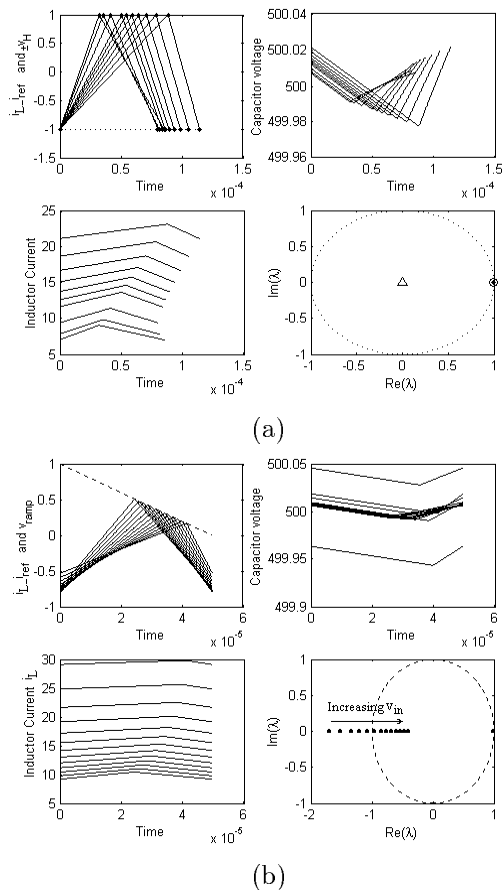 i_L-i_ref and ±v_H
1
0.5
0
-0.5
-1
-1.5
0 0.5 1 1.5
Time
x 10^-4
Capacitor voltage
500.04
500.02
500
499.98
499.96
0 0.5 1 1.5
Time
x 10^-4
Inductor Current
25
20
15
10
5
0 0.5 1 1.5
Time
x 10^-4
Im(λ)
1
0.5
0
-0.5
-1
-1 -0.5 0 0.5 1
Re(λ)
(a)
i_L-i_ref and v_ramp
1
0.5
0
-0.5
-1
0 2 4 6
Time
x 10^-5
Capacitor voltage
500.05
500
499.95
499.9
0 2 4 6
Time
x 10^-5
Inductor Current i_L
30
25
20
15
10
5
0 2 4 6
Time
x 10^-5
Im(λ)
1
0.5
0
-0.5
-1
Increasing v_in
-2 -1 0 1
Re(λ)
(b)